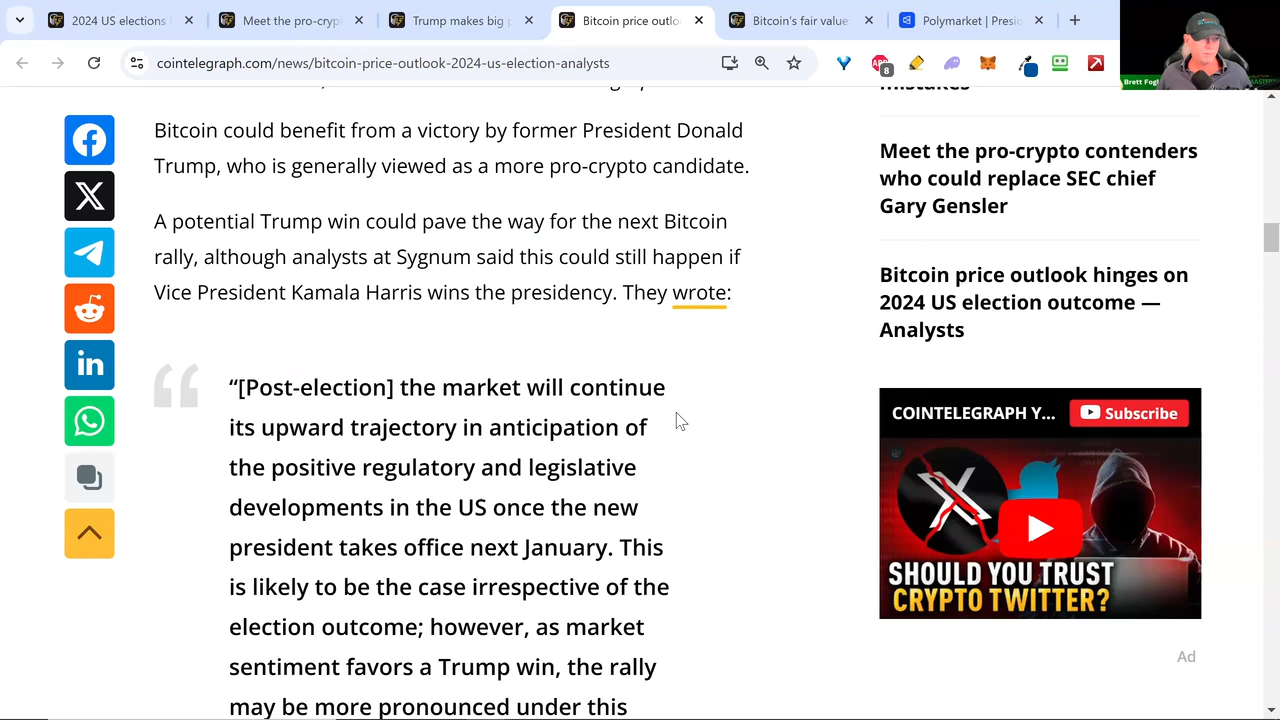 2024 US elections
Meet the pro-cryp
Trump makes big p
Bitcoin price outlo
Bitcoin's fair value
Polymarket | Presid
cointelegraph.com/news/bitcoin-price-outlook-2024-us-election-analysts
8
Brett Fogl
Bitcoin could benefit from a victory by former President Donald
Trump, who is generally viewed as a more pro-crypto candidate.
A potential Trump win could pave the way for the next Bitcoin
rally, although analysts at Sygnum said this could still happen if
Vice President Kamala Harris wins the presidency. They wrote:
“[Post-election] the market will continue
its upward trajectory in anticipation of
the positive regulatory and legislative
developments in the US once the new
president takes office next January. This
is likely to be the case irrespective of the
election outcome; however, as market
sentiment favors a Trump win, the rally
may be more pronounced under this
mistakes
Meet the pro-crypto contenders
who could replace SEC chief
Gary Gensler
Bitcoin price outlook hinges on
2024 US election outcome —
Analysts
COINTELEGRAPH Y...
Subscribe
SHOULD YOU TRUST
CRYPTO TWITTER?
Ad